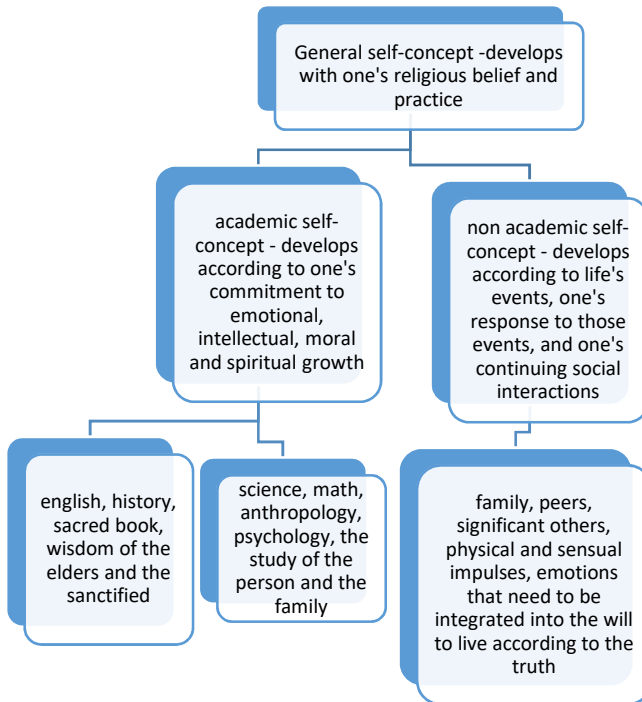 General self-concept -develops
with one's religious belief and
practice
academic self-
concept - develops
according to one's
commitment to
emotional,
intellectual, moral
and spiritual growth
non academic self-
concept - develops
according to life's
events, one's
response to those
events, and one's
continuing social
interactions
english, history,
sacred book,
wisdom of the
elders and the
sanctified
science, math,
anthropology,
psychology, the
study of the
person and the
family
family, peers,
significant others,
physical and sensual
impulses, emotions
that need to be
integrated into the will
to live according to the
truth